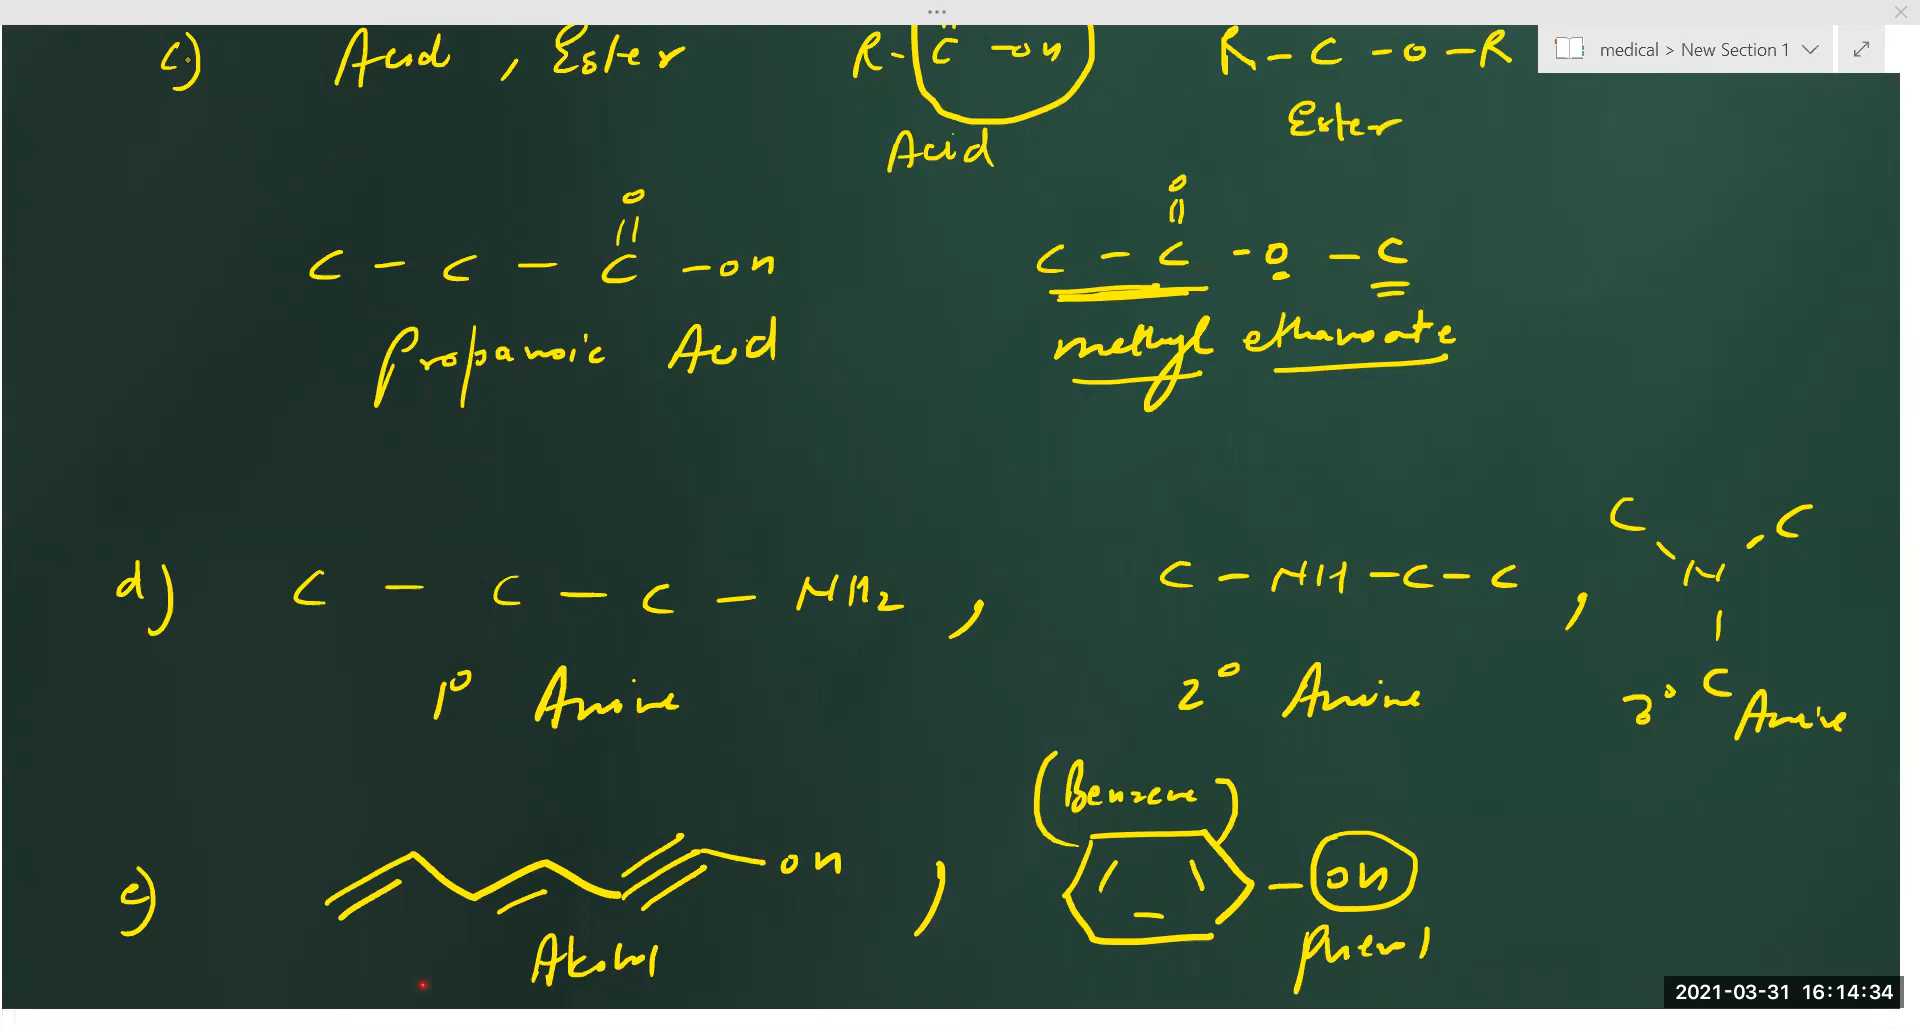 medical > New Section 1
c) Acid , Ester R - C - OH R - C - O - R
Acid Ester
O O
|| ||
C - C - C - OH C - C - O - C
Propanoic Acid methyl ethanoate
d) C - C - C - NH2 , C - NH - C - C , C N C
C
1° Amine 2° Amine 3° Amine
(Benzene)
e) OH , - OH
Alcohol Phenol
2021-03-31 16:14:34